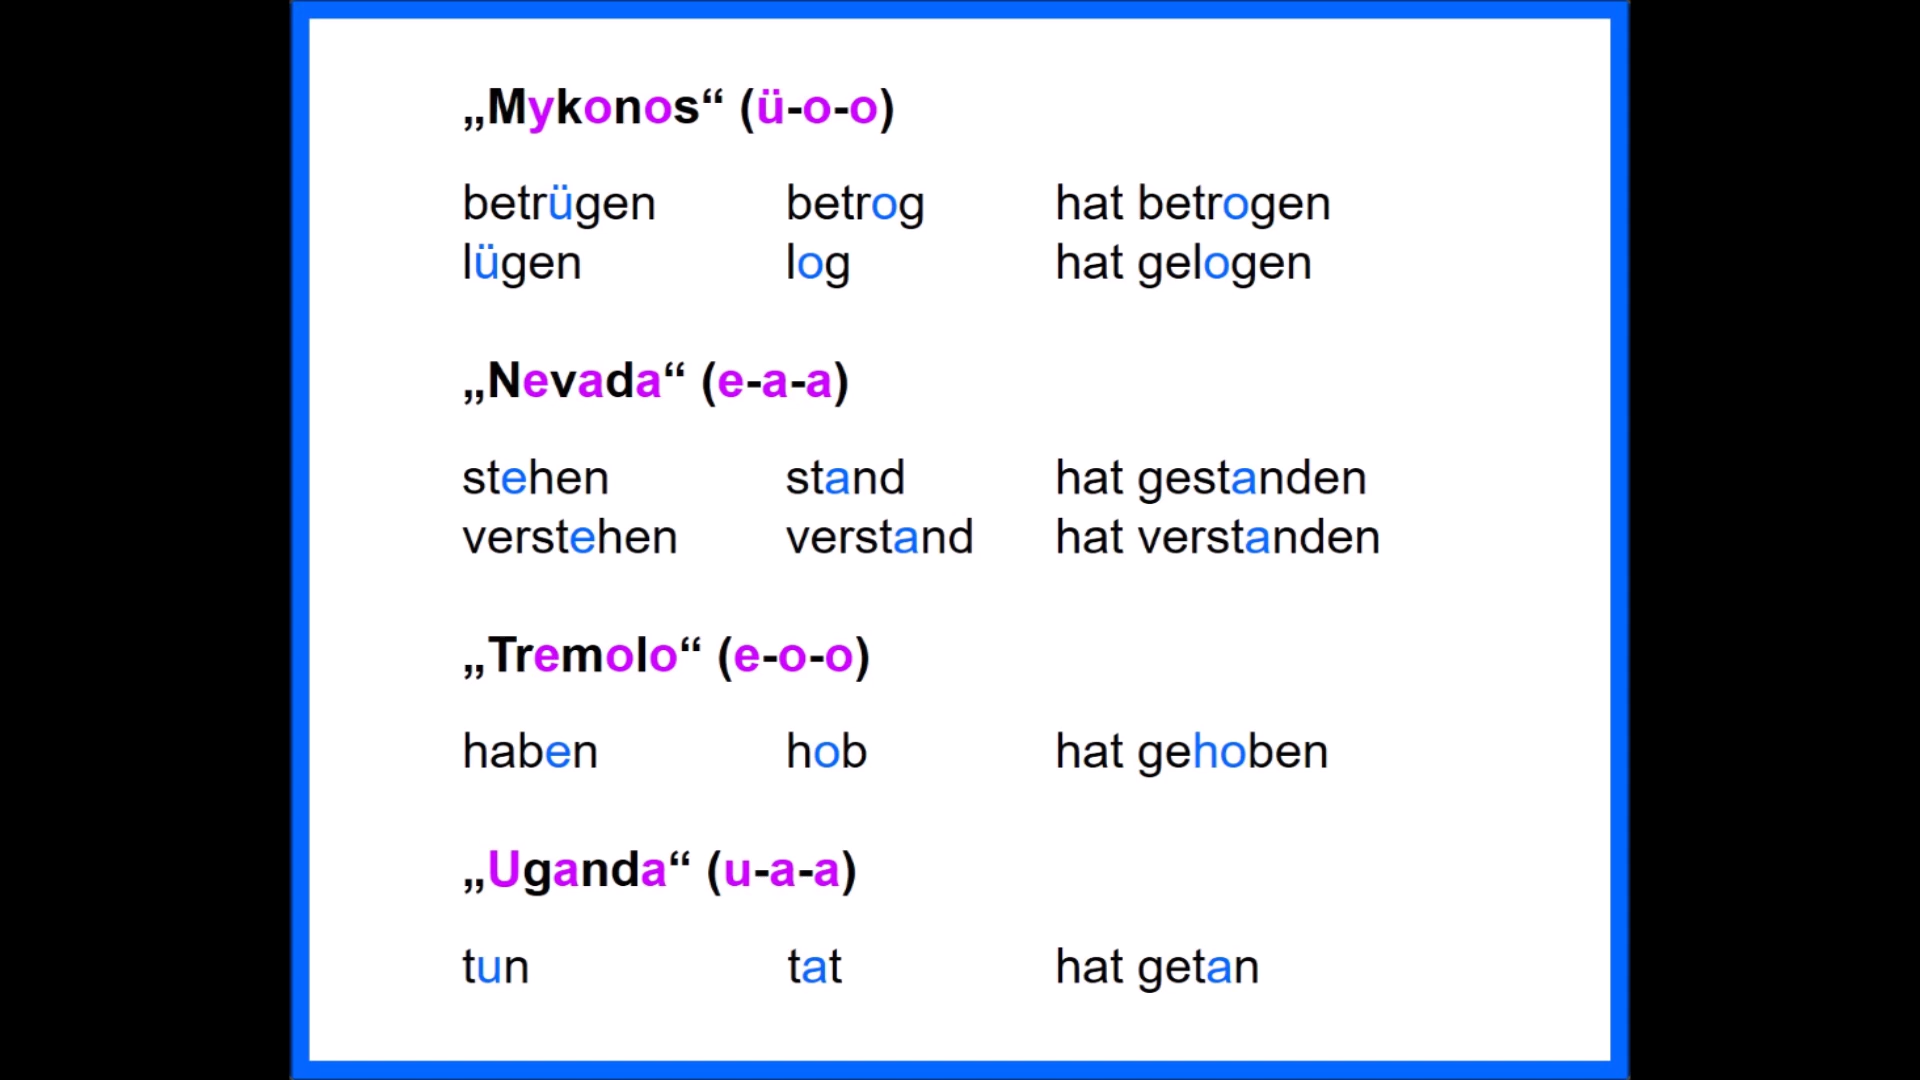 „Mykonos“ (ü-o-o)
betrügen betrog hat betrogen
lügen log hat gelogen
„Nevada“ (e-a-a)
stehen stand hat gestanden
verstehen verstand hat verstanden
„Tremolo“ (e-o-o)
haben hob hat gehoben
„Uganda“ (u-a-a)
tun tat hat getan